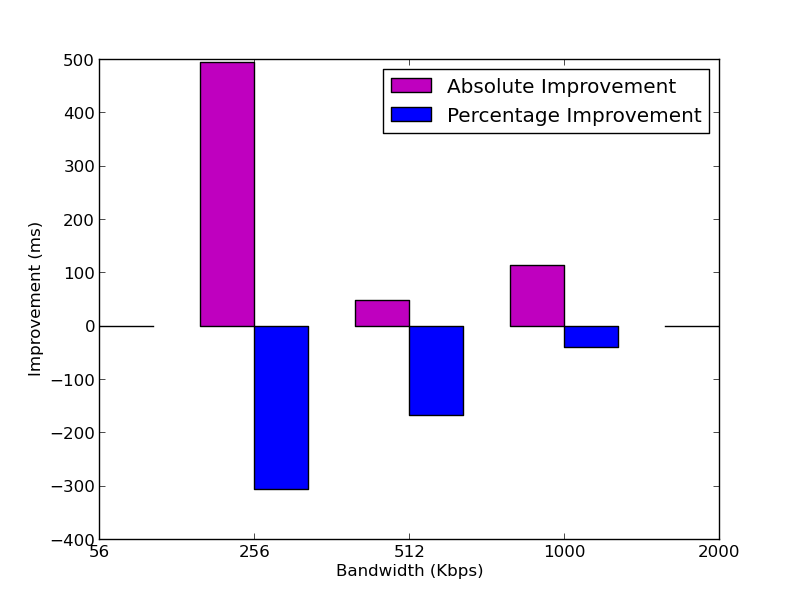 500
400
300
200
100
0
−100
−200
−300
−400
Improvement (ms)
Absolute Improvement
Percentage Improvement
56 256 512 1000 2000
Bandwidth (Kbps)